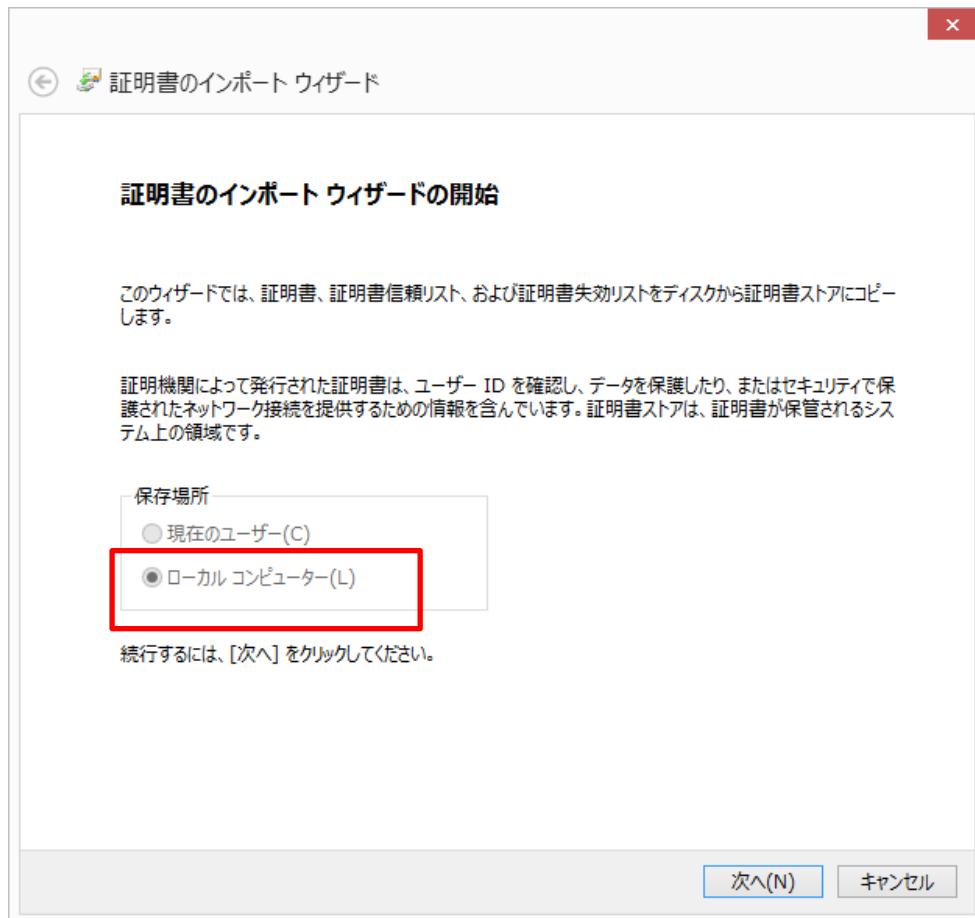 証明書のインポート ウィザード
証明書のインポート ウィザードの開始
このウィザードでは、証明書、証明書信頼リスト、および証明書失効リストをディスクから証明書ストアにコピー
します。
証明機関によって発行された証明書は、ユーザー ID を確認し、データを保護したり、またはセキュリティで保
護されたネットワーク接続を提供するための情報を含んでいます。証明書ストアは、証明書が保管されるシス
テム上の領域です。
保存場所
現在のユーザー(C)
ローカル コンピューター(L)
続行するには、[次へ] をクリックしてください。
次へ(N)
キャンセル